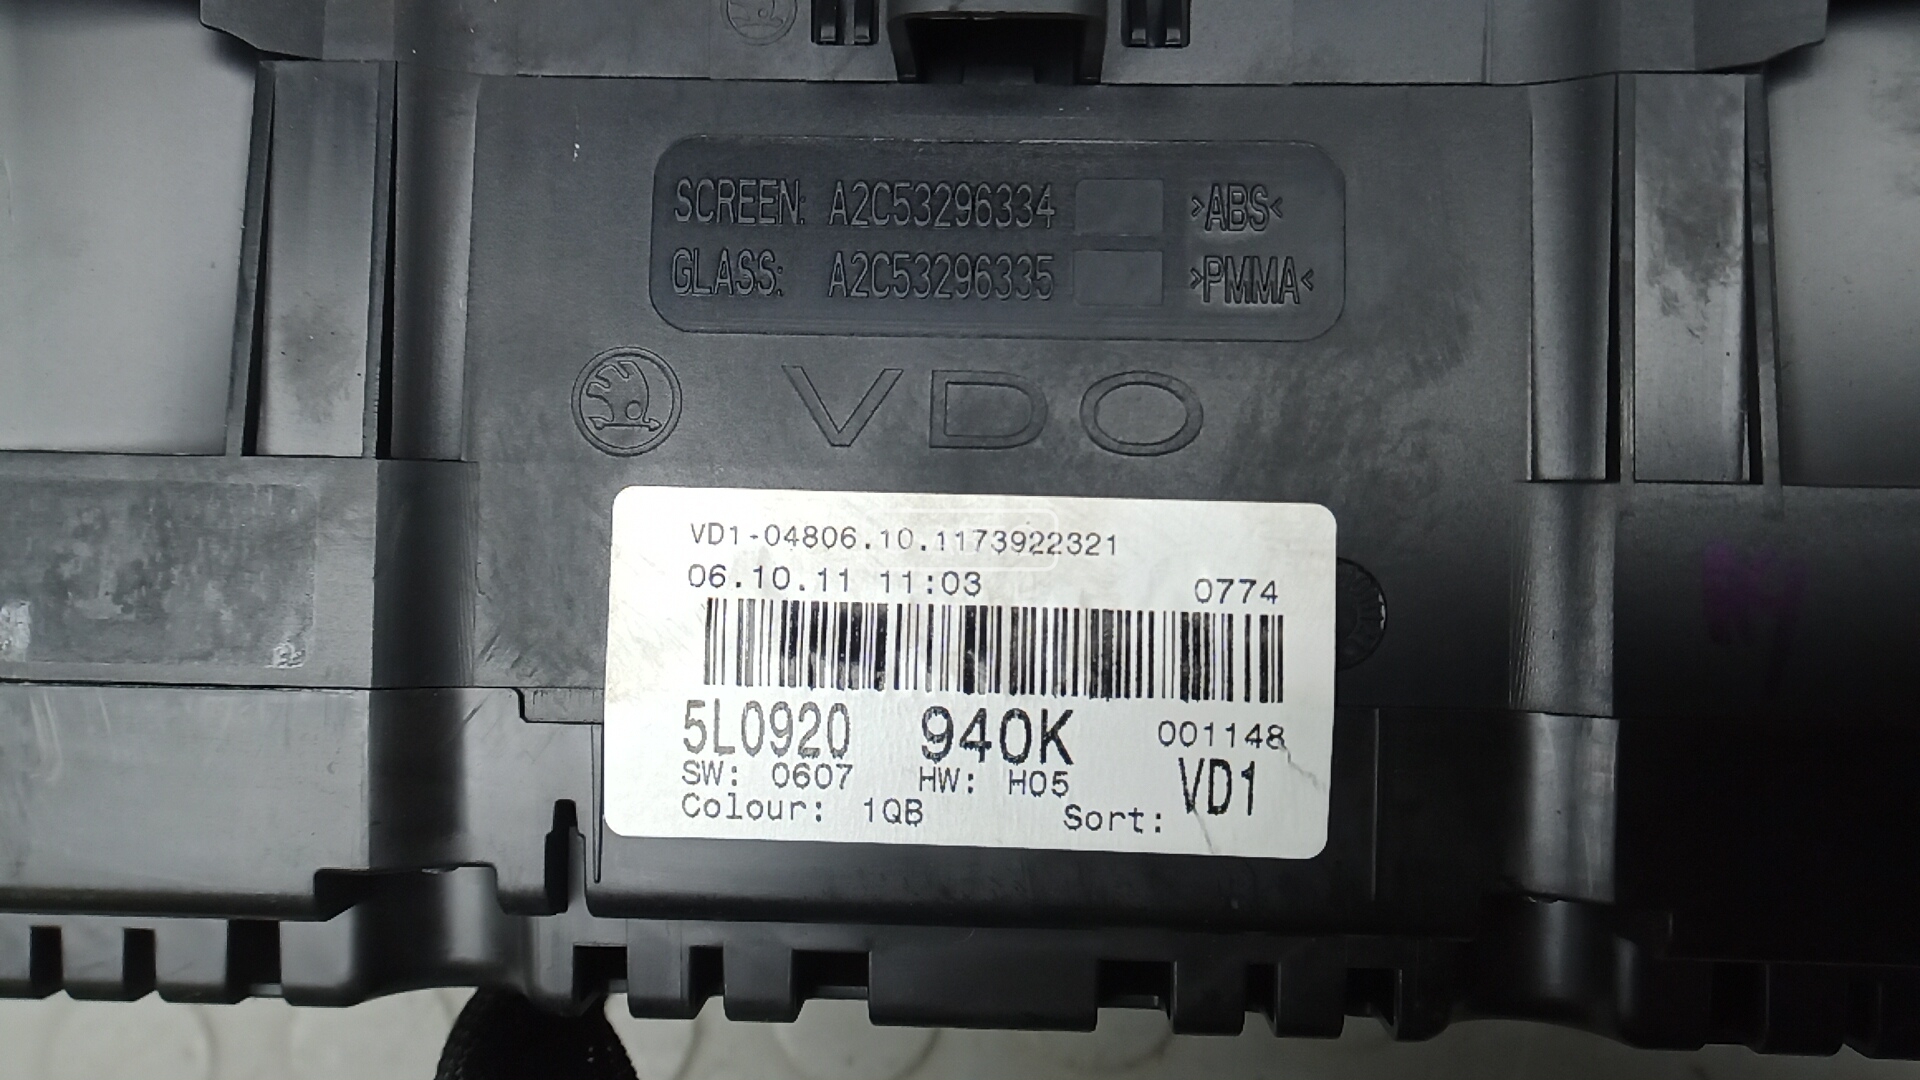 SCREEN: A2C53296334 >ABS<
GLASS: A2C53296335 >PMMA<
VDO
VD1-04806.10.1173922321
06.10.11 11:03 0774
5L0920 940K 001148
SW: 0607 HW: H05
Colour: 1QB Sort: VD1